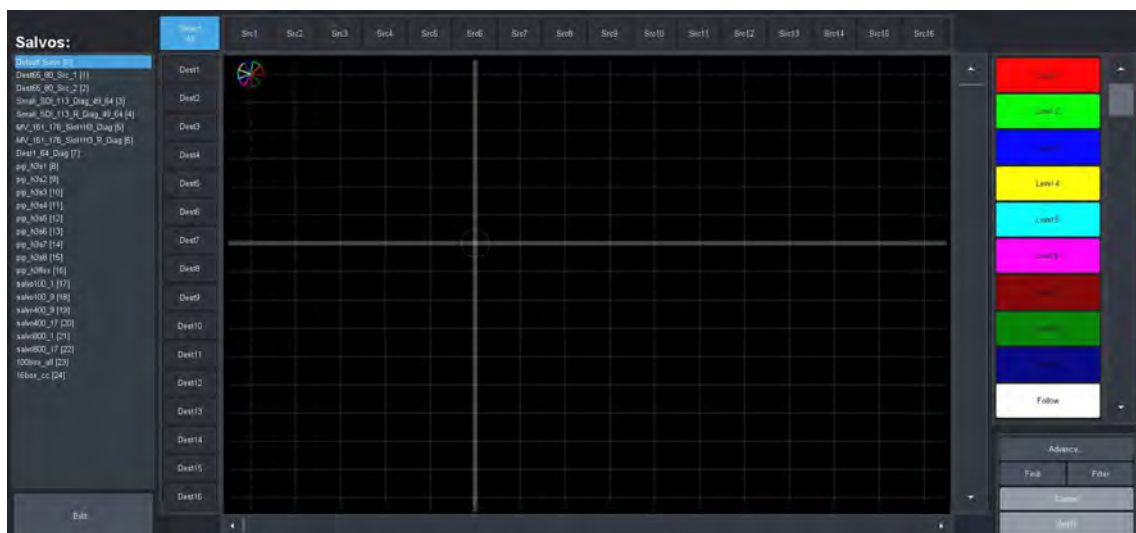 Salvos:
Default Salvo [0]
Dest65_80_Src_1 [1]
Dest65_80_Src_2 [2]
Small_SDI_113_Diag_49_64 [3]
Small_SDI_113_R_Diag_49_64 [4]
MV_161_176_Slot1H3_Diag [5]
MV_161_176_Slot1H3_R_Diag [6]
Dest1_64_Diag [7]
pip_h3s1 [8]
pip_h3s2 [9]
pip_h3s3 [10]
pip_h3s4 [11]
pip_h3s5 [12]
pip_h3s6 [13]
pip_h3s7 [14]
pip_h3s8 [15]
pip_h3flex [16]
salvo100_1 [17]
salvo100_9 [18]
salvo400_9 [19]
salvo400_17 [20]
salvo800_1 [21]
salvo800_17 [22]
100box_all [23]
16box_cc [24]
Edit
Select
All
Src1 Src2 Src3 Src4 Src5 Src6 Src7 Src8 Src9 Src10 Src11 Src12 Src13 Src14 Src15 Src16
Dest1
Dest2
Dest3
Dest4
Dest5
Dest6
Dest7
Dest8
Dest9
Dest10
Dest11
Dest12
Dest13
Dest14
Dest15
Dest16
Level 2
Level 4
Level 5
Follow
Advance..
Find Filter
Cancel